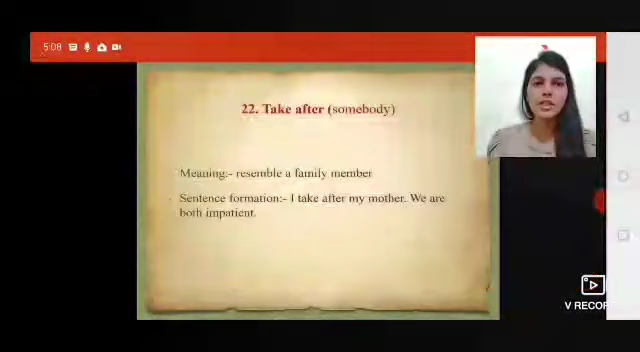 5:08
22. Take after (somebody)
Meaning:- resemble a family member
Sentence formation:- I take after my mother. We are
both impatient.
V RECOR